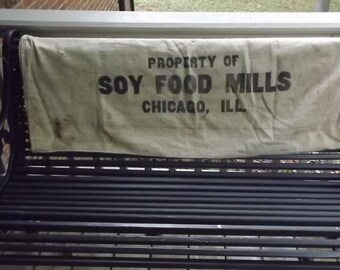 PROPERTY OF
SOY FOOD MILLS
CHICAGO, ILL.